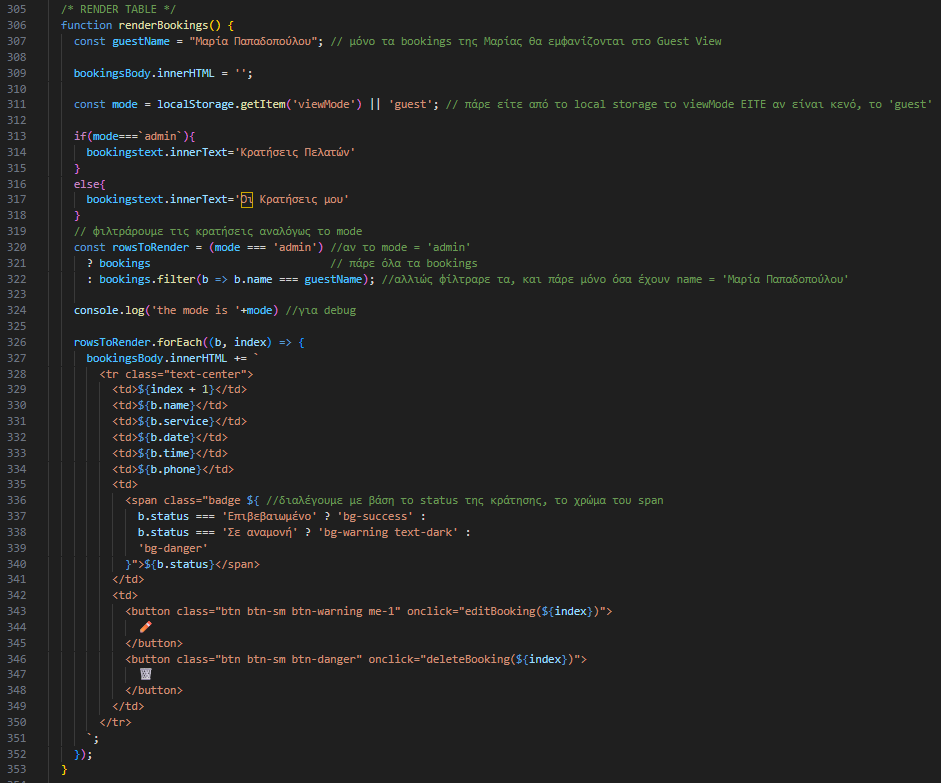 305 /* RENDER TABLE */
306 function renderBookings() {
307 const guestName = "Μαρία Παπαδοπούλου"; // μόνο τα bookings της Μαρίας θα εμφανίζονται στο Guest View
308
309 bookingsBody.innerHTML = '';
310
311 const mode = localStorage.getItem('viewMode') || 'guest'; // πάρε είτε από το local storage το viewMode ΕΙΤΕ αν είναι κενό, το 'guest'
312
313 if(mode===`admin`){
314 bookingstext.innerText='Κρατήσεις Πελατών'
315 }
316 else{
317 bookingstext.innerText='Οι Κρατήσεις μου'
318 }
319 // φιλτράρουμε τις κρατήσεις αναλόγως το mode
320 const rowsToRender = (mode === 'admin') //αν το mode = 'admin'
321 ? bookings // πάρε όλα τα bookings
322 : bookings.filter(b => b.name === guestName); //αλλιώς φίλτραρε τα, και πάρε μόνο όσα έχουν name = 'Μαρία Παπαδοπούλου'
323
324 console.log('the mode is '+mode) //για debug
325
326 rowsToRender.forEach((b, index) => {
327 bookingsBody.innerHTML += `
328 <tr class="text-center">
329 <td>${index + 1}</td>
330 <td>${b.name}</td>
331 <td>${b.service}</td>
332 <td>${b.date}</td>
333 <td>${b.time}</td>
334 <td>${b.phone}</td>
335 <td>
336 <span class="badge ${ //διαλέγουμε με βάση το status της κράτησης, το χρώμα του span
337 b.status === 'Επιβεβαιωμένο' ? 'bg-success' :
338 b.status === 'Σε αναμονή' ? 'bg-warning text-dark' :
339 'bg-danger'
340 }">${b.status}</span>
341 </td>
342 <td>
343 <button class="btn btn-sm btn-warning me-1" onclick="editBooking(${index})">
344 ✏️
345 </button>
346 <button class="btn btn-sm btn-danger" onclick="deleteBooking(${index})">
347 🗑️
348 </button>
349 </td>
350 </tr>
351 `;
352 });
353 }